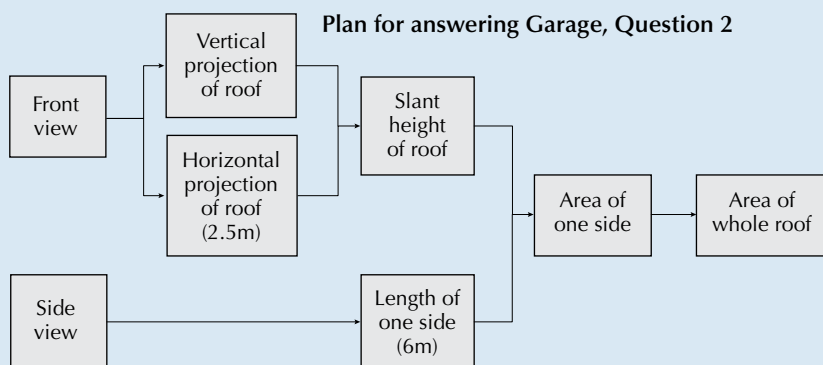 Plan for answering Garage, Question 2
Front
view
Vertical
projection
of roof
Horizontal
projection
of roof
(2.5m)
Slant
height
of roof
Side
view
Length of
one side
(6m)
Area of
one side
Area of
whole roof